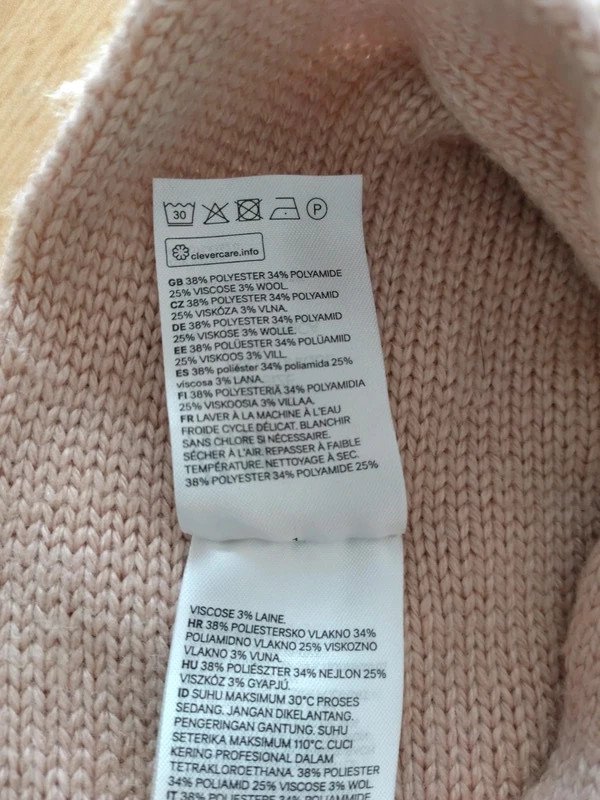 30
P
clevercare.info
GB 38% POLYESTER 34% POLYAMIDE
25% VISCOSE 3% WOOL.
CZ 38% POLYESTER 34% POLYAMID
25% VISKÓZA 3% VLNA.
DE 38% POLYESTER 34% POLYAMID
25% VISKOSE 3% WOLLE.
EE 38% POLÜESTER 34% POLÜAMIID
25% VISKOOS 3% VILL.
ES 38% poliéster 34% poliamida 25%
viscosa 3% LANA.
FI 38% POLYESTERIÄ 34% POLYAMIDIA
25% VISKOOSIA 3% VILLAA.
FR LAVER À LA MACHINE À L'EAU
FROIDE CYCLE DÉLICAT. BLANCHIR
SANS CHLORE SI NÉCESSAIRE.
SÉCHER À L'AIR. REPASSER À FAIBLE
TEMPÉRATURE. NETTOYAGE À SEC.
38% POLYESTER 34% POLYAMIDE 25%
VISCOSE 3% LAINE.
HR 38% POLIESTERSKO VLAKNO 34%
POLIAMIDNO VLAKNO 25% VISKOZNO
VLAKNO 3% VUNA.
HU 38% POLIÉSZTER 34% NEJLON 25%
VISZKÓZ 3% GYAPJÚ.
ID SUHU MAKSIMUM 30°C PROSES
SEDANG. JANGAN DIKELANTANG.
PENGERINGAN GANTUNG. SUHU
SETERIKA MAKSIMUM 110°C. CUCI
KERING PROFESIONAL DALAM
TETRAKLOROETHANA. 38% POLIESTER
34% POLIAMID 25% VISCOSE 3% WOL.
IT 38% POLIESTERE 34%